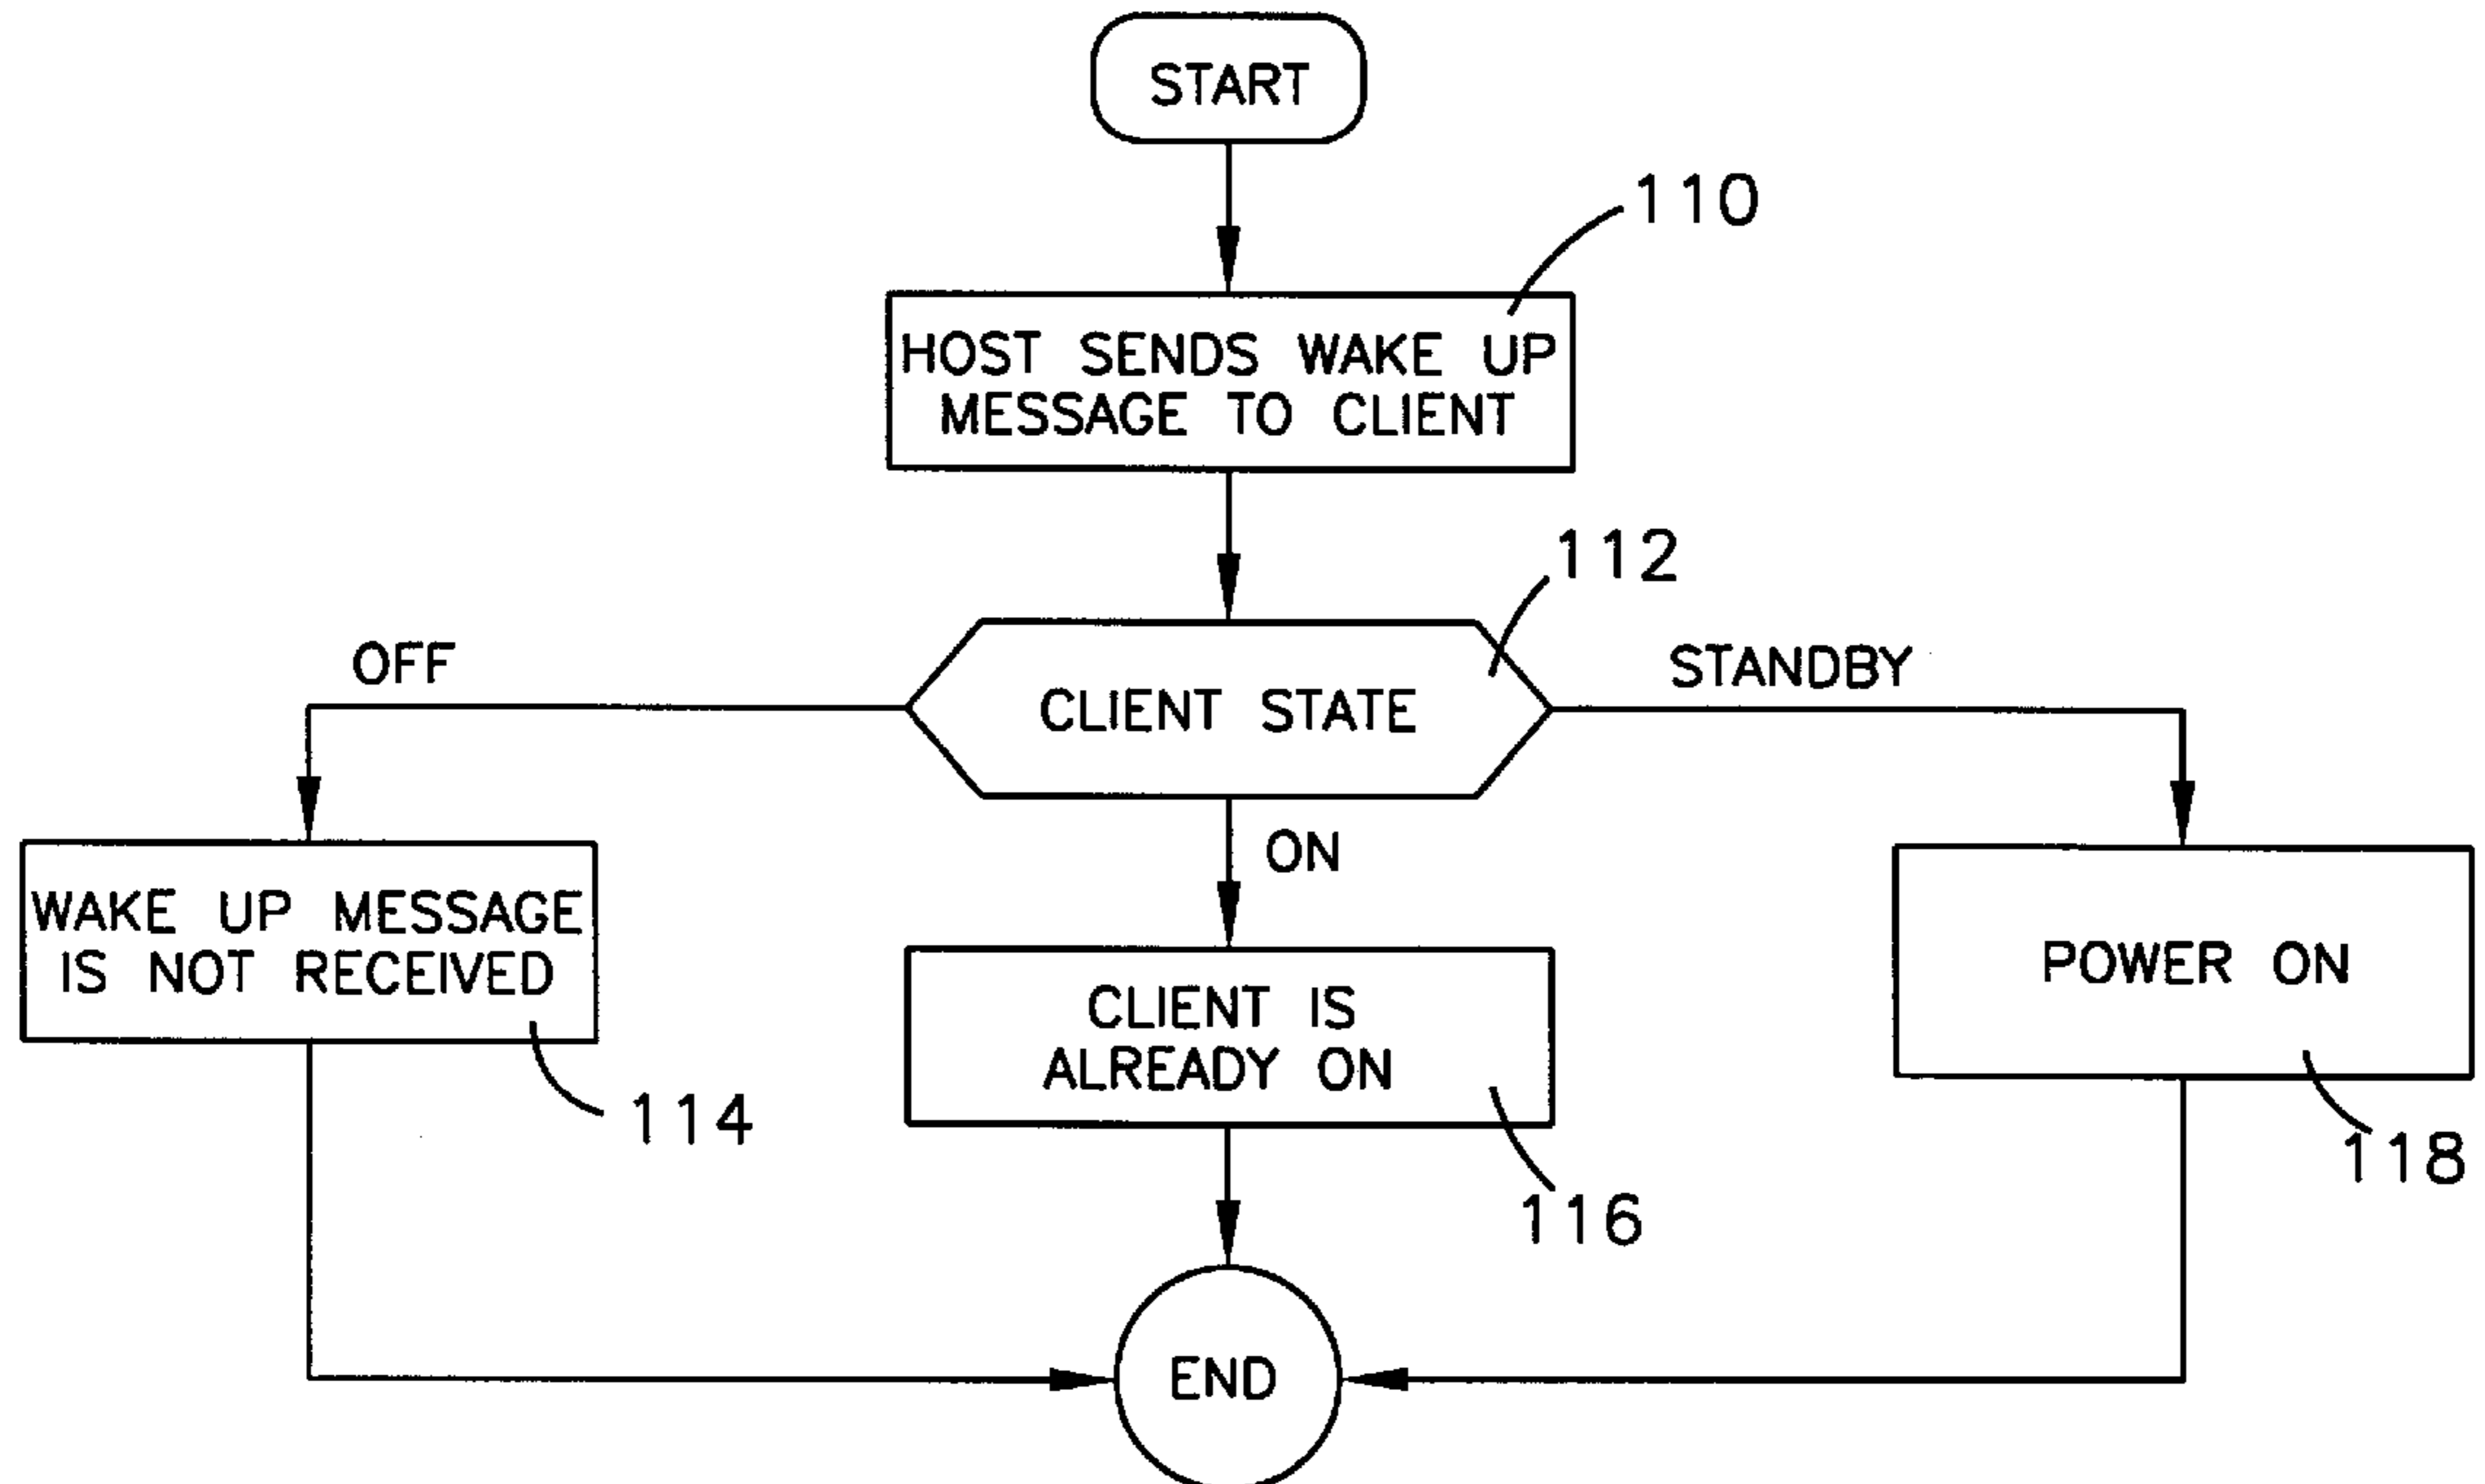 START
110
HOST SENDS WAKE UP
MESSAGE TO CLIENT
112
OFF
STANDBY
CLIENT STATE
ON
WAKE UP MESSAGE
IS NOT RECEIVED
114
CLIENT IS
ALREADY ON
116
POWER ON
118
END